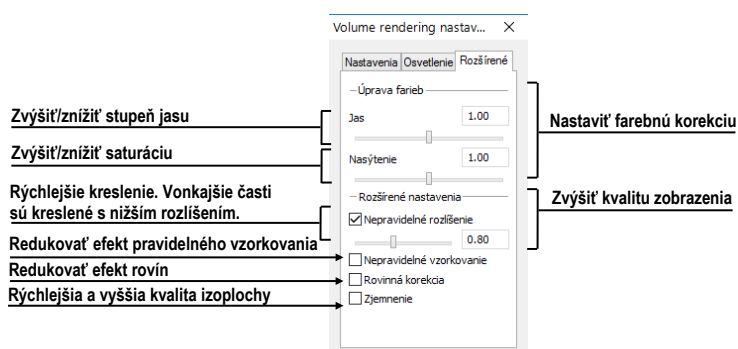 Volume rendering nastav...
Nastavenia Osvetlenie Rozšírené
Úprava farieb
Jas 1.00
Nasýtenie 1.00
Rozšírené nastavenia
Nepravidelné rozlíšenie
0.80
Nepravidelné vzorkovanie
Rovinná korekcia
Zjemnenie
Zvýšiť/znížiť stupeň jasu
Zvýšiť/znížiť saturáciu
Rýchlejšie kreslenie. Vonkajšie časti
sú kreslené s nižším rozlíšením.
Redukovať efekt pravidelného vzorkovania
Redukovať efekt rovín
Rýchlejšia a vyššia kvalita izoplochy
Nastaviť farebnú korekciu
Zvýšiť kvalitu zobrazenia